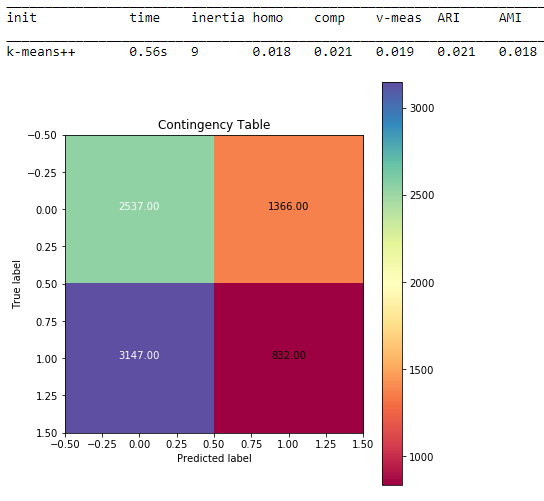 init time inertia homo comp v-meas ARI AMI
k-means++ 0.56s 9 0.018 0.021 0.019 0.021 0.018
Contingency Table
−0.50
−0.25
0.00
0.25
0.50
0.75
1.00
1.25
1.50
True label
2537.00 1366.00
3147.00 832.00
−0.50 −0.25 0.00 0.25 0.50 0.75 1.00 1.25 1.50
Predicted label
3000
2500
2000
1500
1000